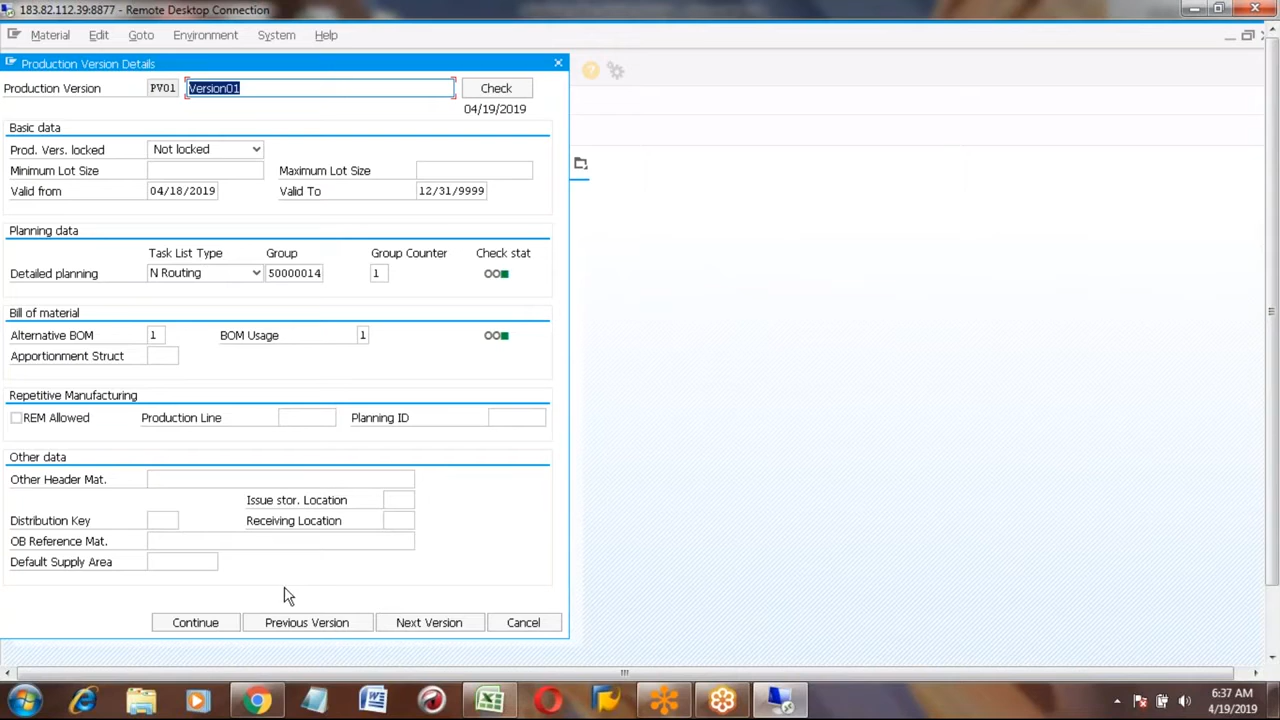 183.82.112.39:8877 - Remote Desktop Connection
Material Edit Goto Environment System Help
Production Version Details
Production Version PV01 Version01 Check
04/19/2019
Basic data
Prod. Vers. locked Not locked
Minimum Lot Size Maximum Lot Size
Valid from 04/18/2019 Valid To 12/31/9999
Planning data
Task List Type Group Group Counter Check stat
Detailed planning N Routing 50000014 1
Bill of material
Alternative BOM 1 BOM Usage 1
Apportionment Struct
Repetitive Manufacturing
REM Allowed Production Line Planning ID
Other data
Other Header Mat.
Issue stor. Location
Distribution Key Receiving Location
OB Reference Mat.
Default Supply Area
Continue Previous Version Next Version Cancel
6:37 AM
4/19/2019